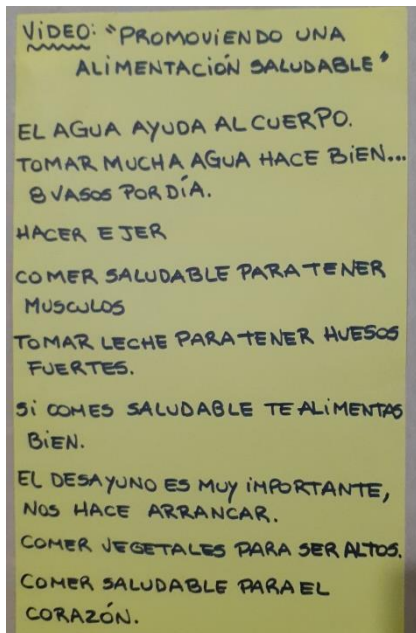 VIDEO: "PROMOVIENDO UNA
ALIMENTACIÓN SALUDABLE"
EL AGUA AYUDA AL CUERPO.
TOMAR MUCHA AGUA HACE BIEN...
8 VASOS POR DÍA.
HACER EJER
COMER SALUDABLE PARA TENER
MUSCULOS
TOMAR LECHE PARA TENER HUESOS
FUERTES.
SI COMES SALUDABLE TE ALIMENTAS
BIEN.
EL DESAYUNO ES MUY IMPORTANTE,
NOS HACE ARRANCAR.
COMER VEGETALES PARA SER ALTOS.
COMER SALUDABLE PARA EL
CORAZÓN.